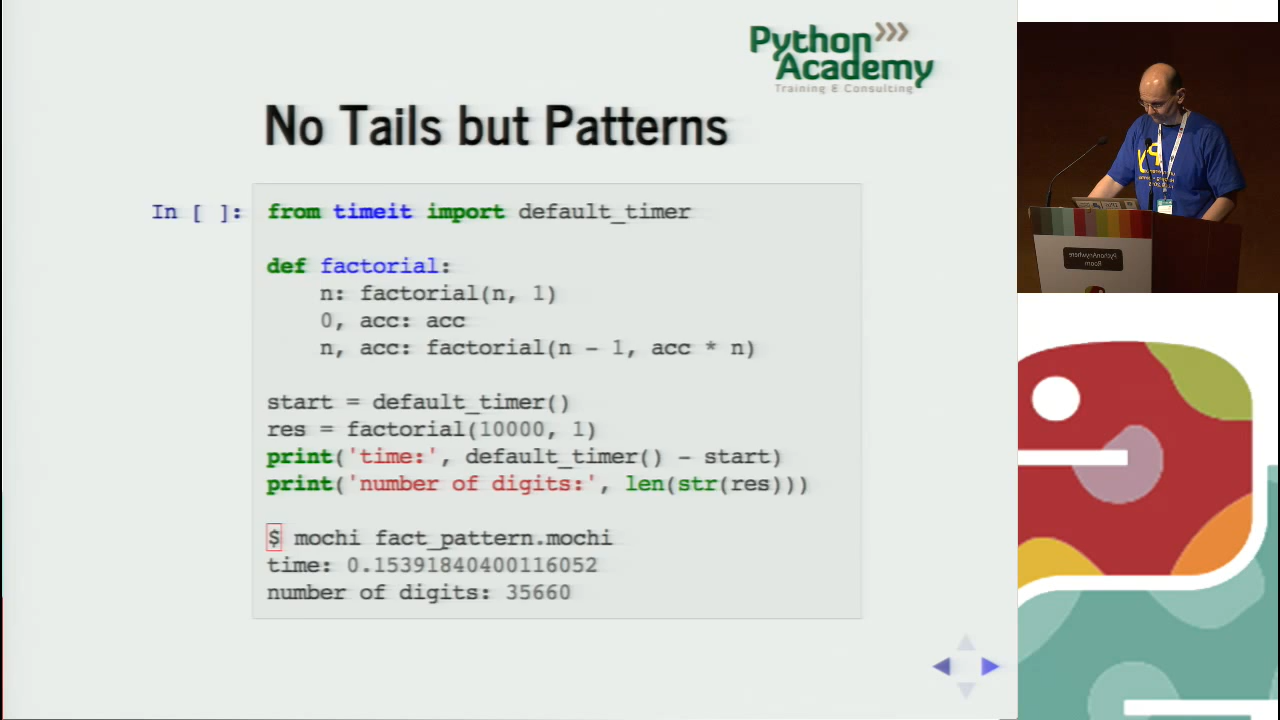 Python
Academy
Training & Consulting
No Tails but Patterns
In [ ]:
from timeit import default_timer
def factorial:
n: factorial(n, 1)
0, acc: acc
n, acc: factorial(n - 1, acc * n)
start = default_timer()
res = factorial(10000, 1)
print('time:', default_timer() - start)
print('number of digits:', len(str(res)))
$ mochi fact_pattern.mochi
time: 0.15391840400116052
number of digits: 35660
PythonAnywhere
Room